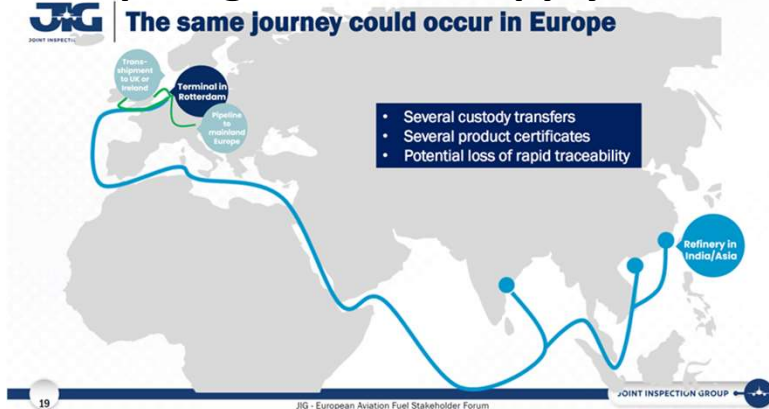 JIG
JOINT INSPECTI
The same journey could occur in Europe
Trans-
shipment
to UK or
Ireland
Terminal in
Rotterdam
Pipeline
to
mainland
Europe
• Several custody transfers
• Several product certificates
• Potential loss of rapid traceability
Refinery in
India/Asia
19
JIG - European Aviation Fuel Stakeholder Forum
JOINT INSPECTION GROUP